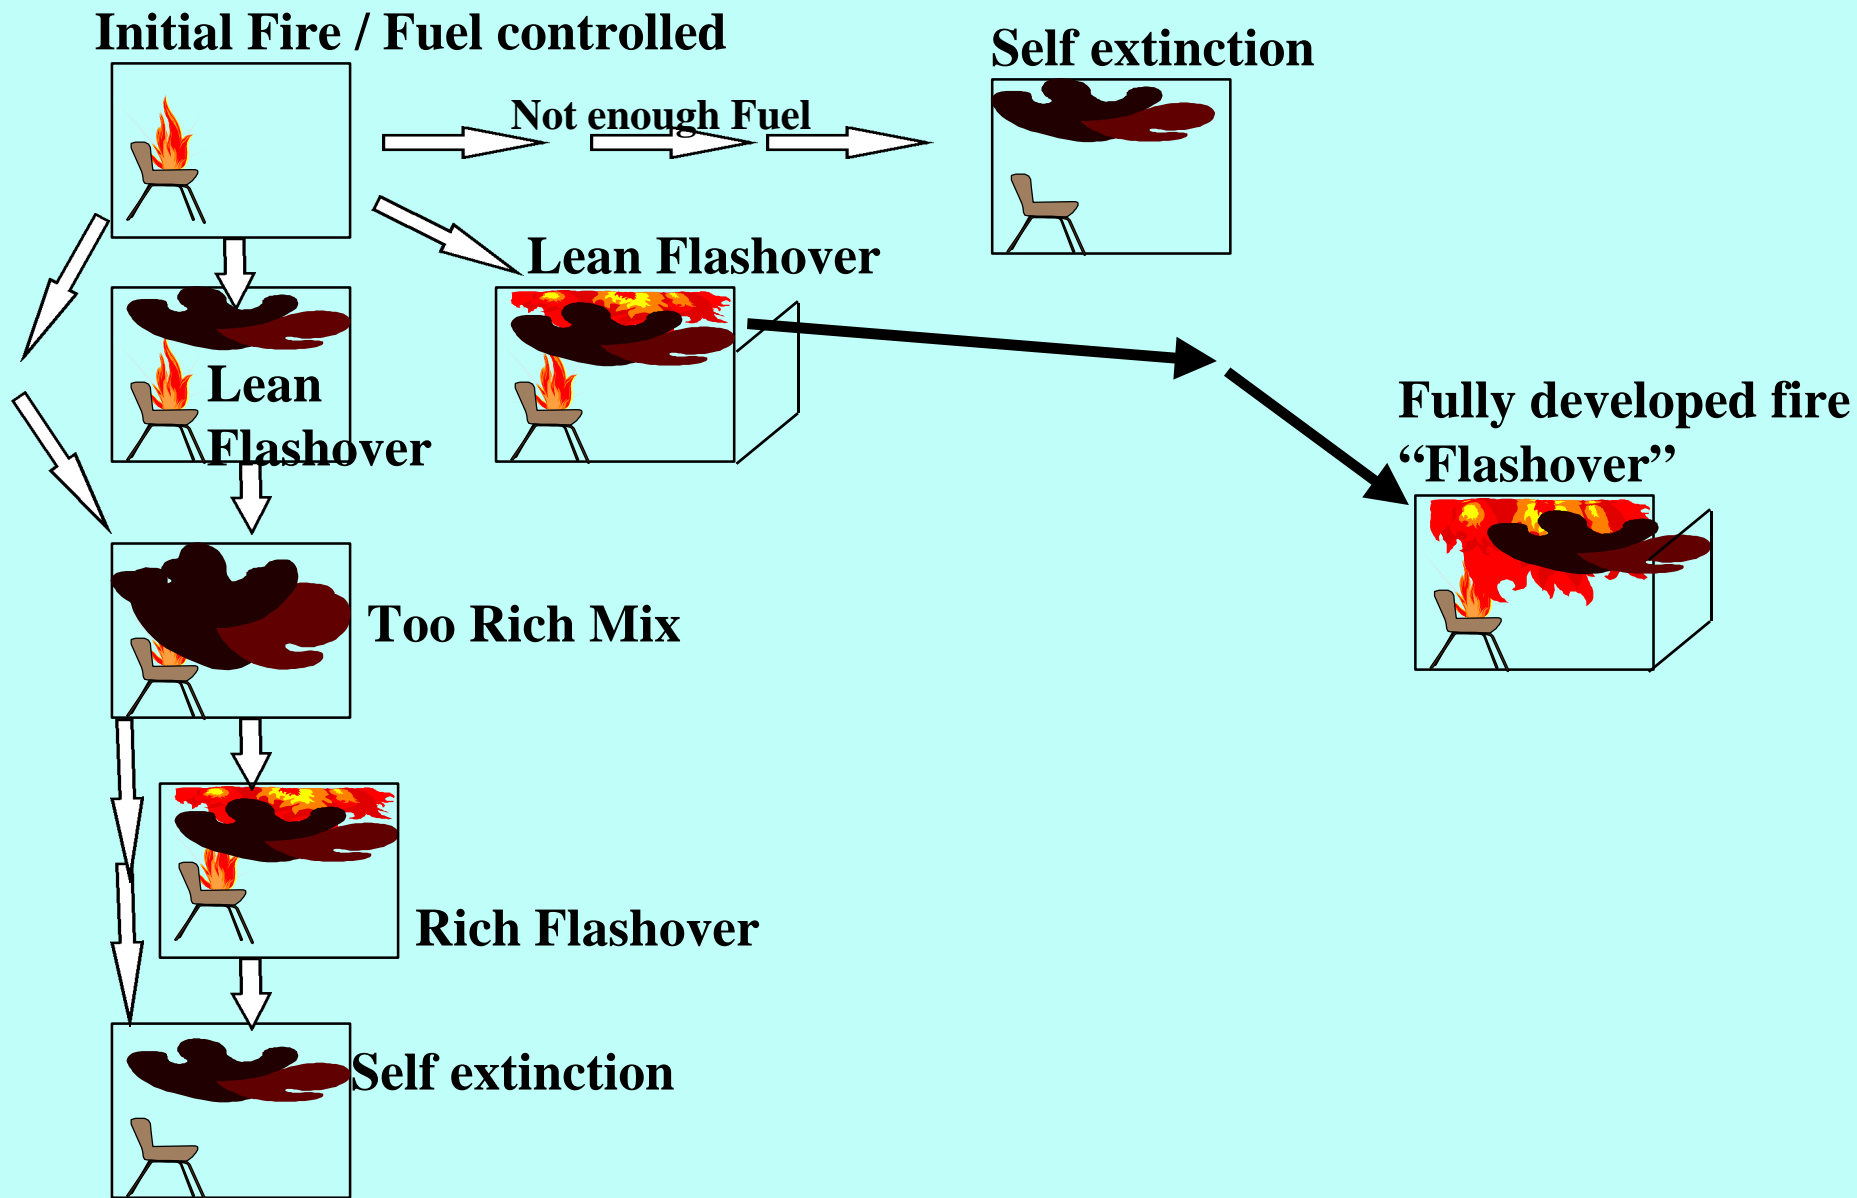 Initial Fire / Fuel controlled
Self extinction
Not enough Fuel
Lean Flashover
Lean
Flashover
Fully developed fire
“Flashover”
Too Rich Mix
Rich Flashover
Self extinction